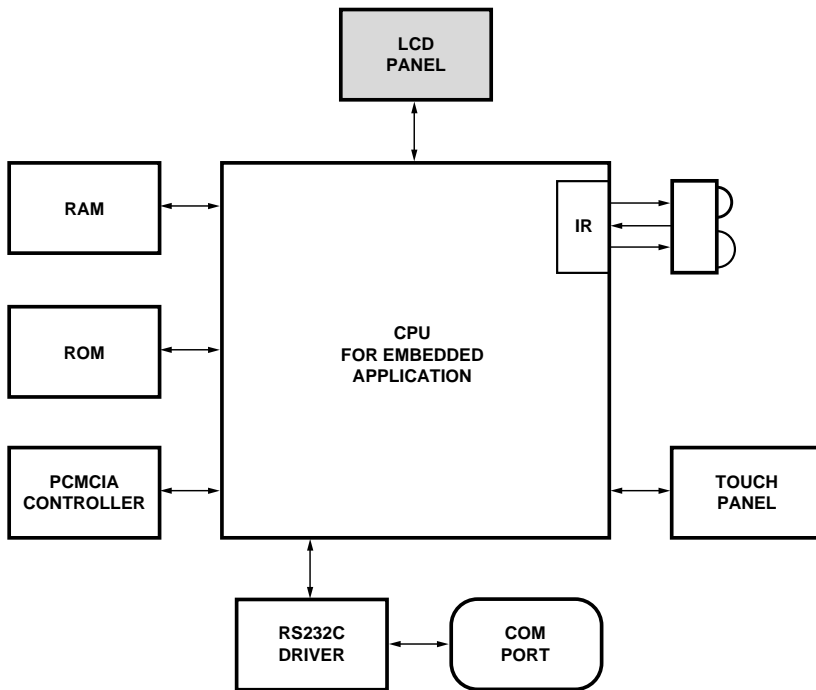 LCD
PANEL
RAM
IR
ROM
CPU
FOR EMBEDDED
APPLICATION
PCMCIA
CONTROLLER
TOUCH
PANEL
RS232C
DRIVER
COM
PORT